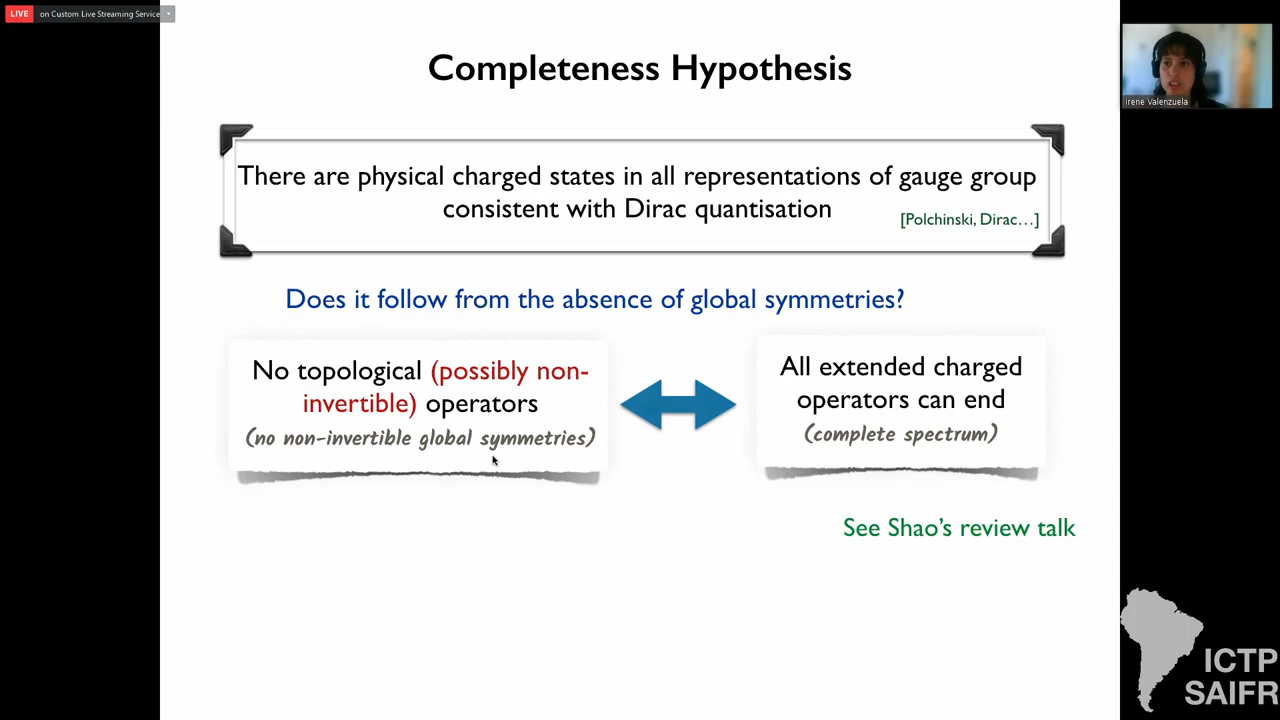 LIVE on Custom Live Streaming Service
Completeness Hypothesis
Irene Valenzuela
There are physical charged states in all representations of gauge group
consistent with Dirac quantisation
[Polchinski, Dirac…]
Does it follow from the absence of global symmetries?
No topological (possibly non-
invertible) operators
(no non-invertible global symmetries)
All extended charged
operators can end
(complete spectrum)
See Shao's review talk
ICTP
SAIFR